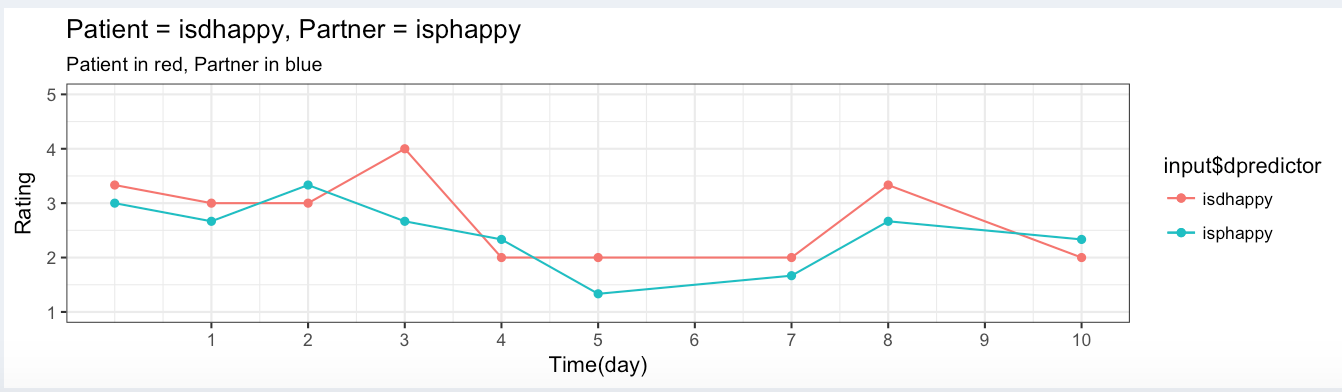 Patient = isdhappy, Partner = isphappy
Patient in red, Partner in blue
5
4
3
2
1
Rating
1 2 3 4 5 6 7 8 9 10
Time(day)
input$dpredictor
isdhappy
isphappy